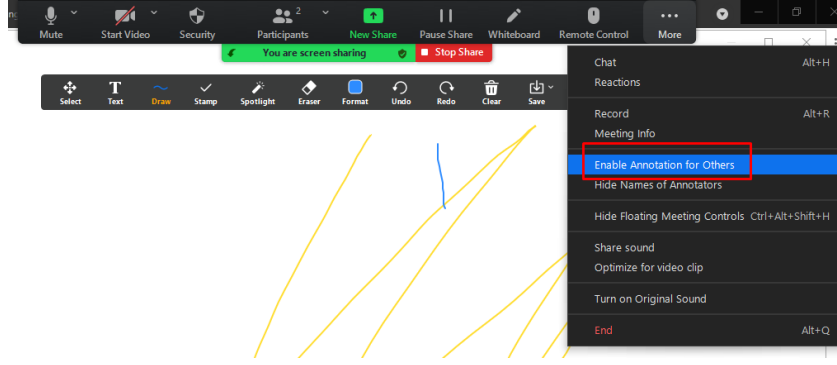 2
Mute Start Video Security Participants New Share Pause Share Whiteboard Remote Control More
You are screen sharing Stop Share
Select Text Draw Stamp Spotlight Eraser Format Undo Redo Clear Save
Chat Alt+H
Reactions
Record Alt+R
Meeting Info
Enable Annotation for Others
Hide Names of Annotators
Hide Floating Meeting Controls Ctrl+Alt+Shift+H
Share sound
Optimize for video clip
Turn on Original Sound
End Alt+Q